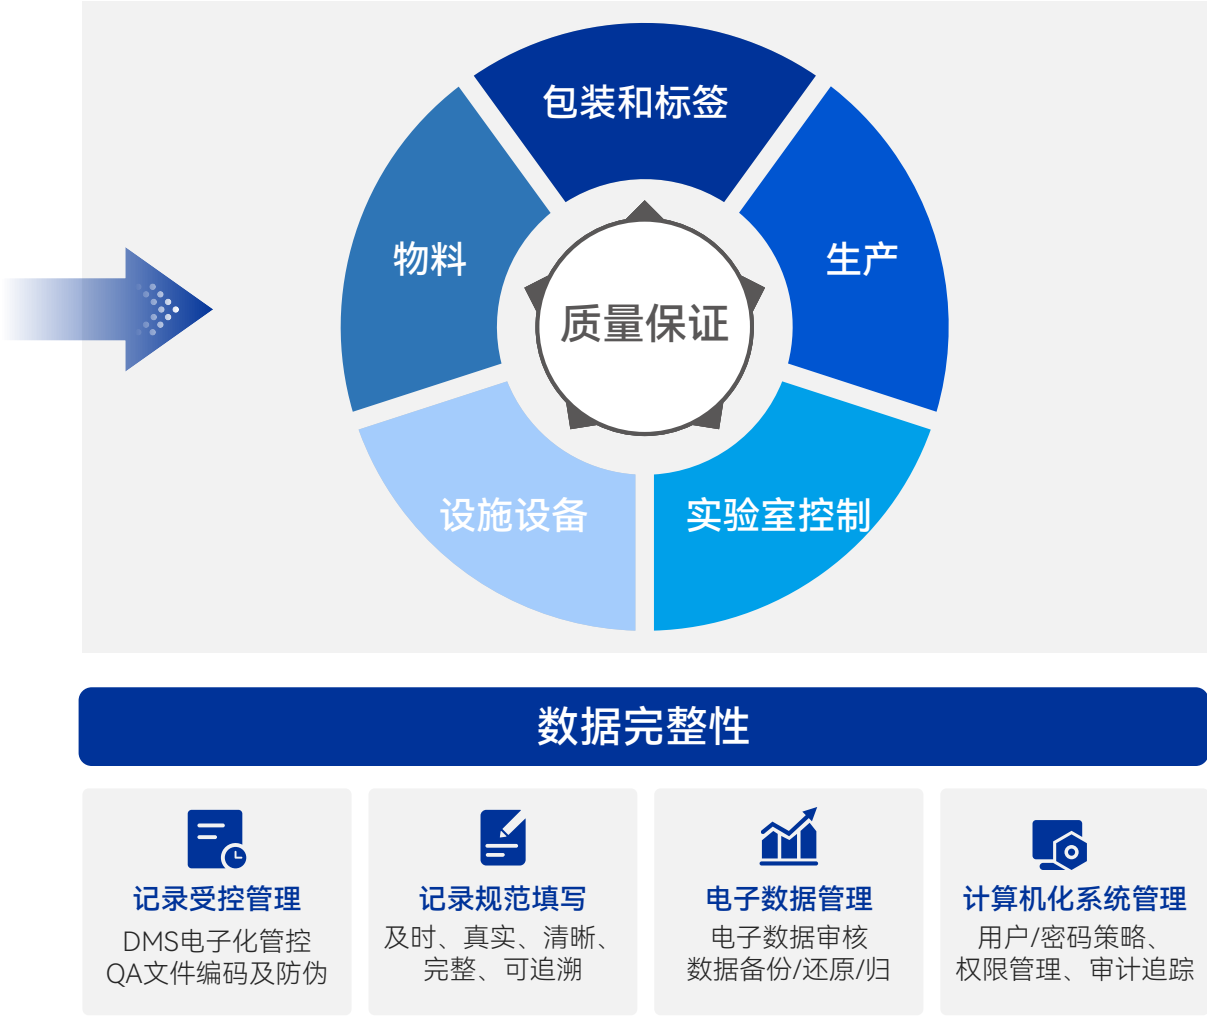 包装和标签
物料
生产
质量保证
设施设备
实验室控制
数据完整性
记录受控管理
DMS电子化管控
QA文件编码及防伪
记录规范填写
及时、真实、清晰、
完整、可追溯
电子数据管理
电子数据审核
数据备份/还原/归
计算机化系统管理
用户/密码策略、
权限管理、审计追踪